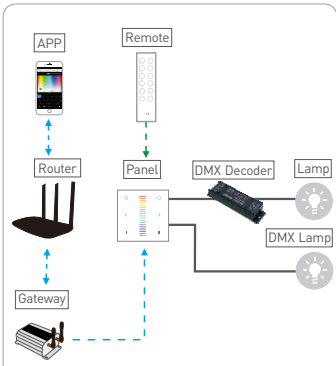 APP
Remote
Router
Panel
DMX Decoder
Lamp
DMX Lamp
Gateway